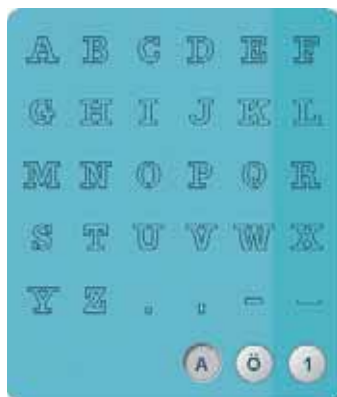 A B C D E F
G H I J K L
M N O P Q R
S T U V W X
Y Z . , - _
A Ö 1